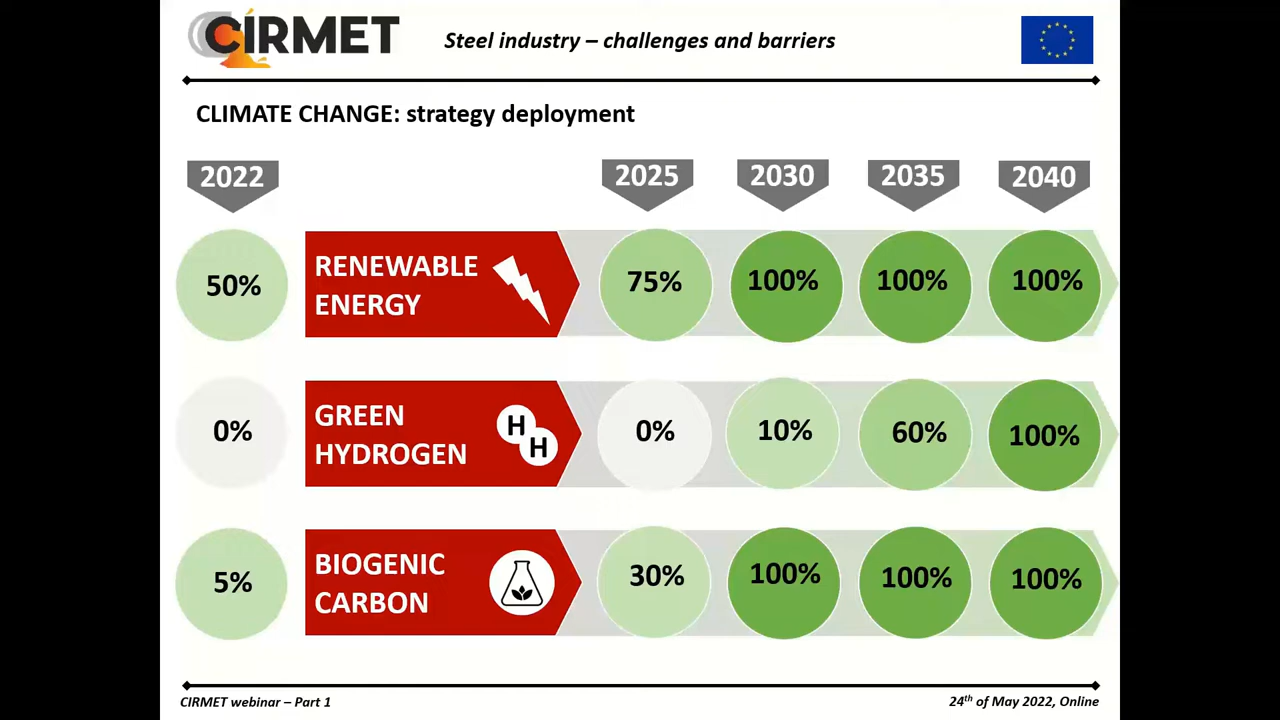 CIRMET
Steel industry – challenges and barriers
CLIMATE CHANGE: strategy deployment
2022
2025
2030
2035
2040
50%
RENEWABLE
ENERGY
75%
100%
100%
100%
0%
GREEN
HYDROGEN
H
H
0%
10%
60%
100%
5%
BIOGENIC
CARBON
30%
100%
100%
100%
CIRMET webinar – Part 1
24th of May 2022, Online